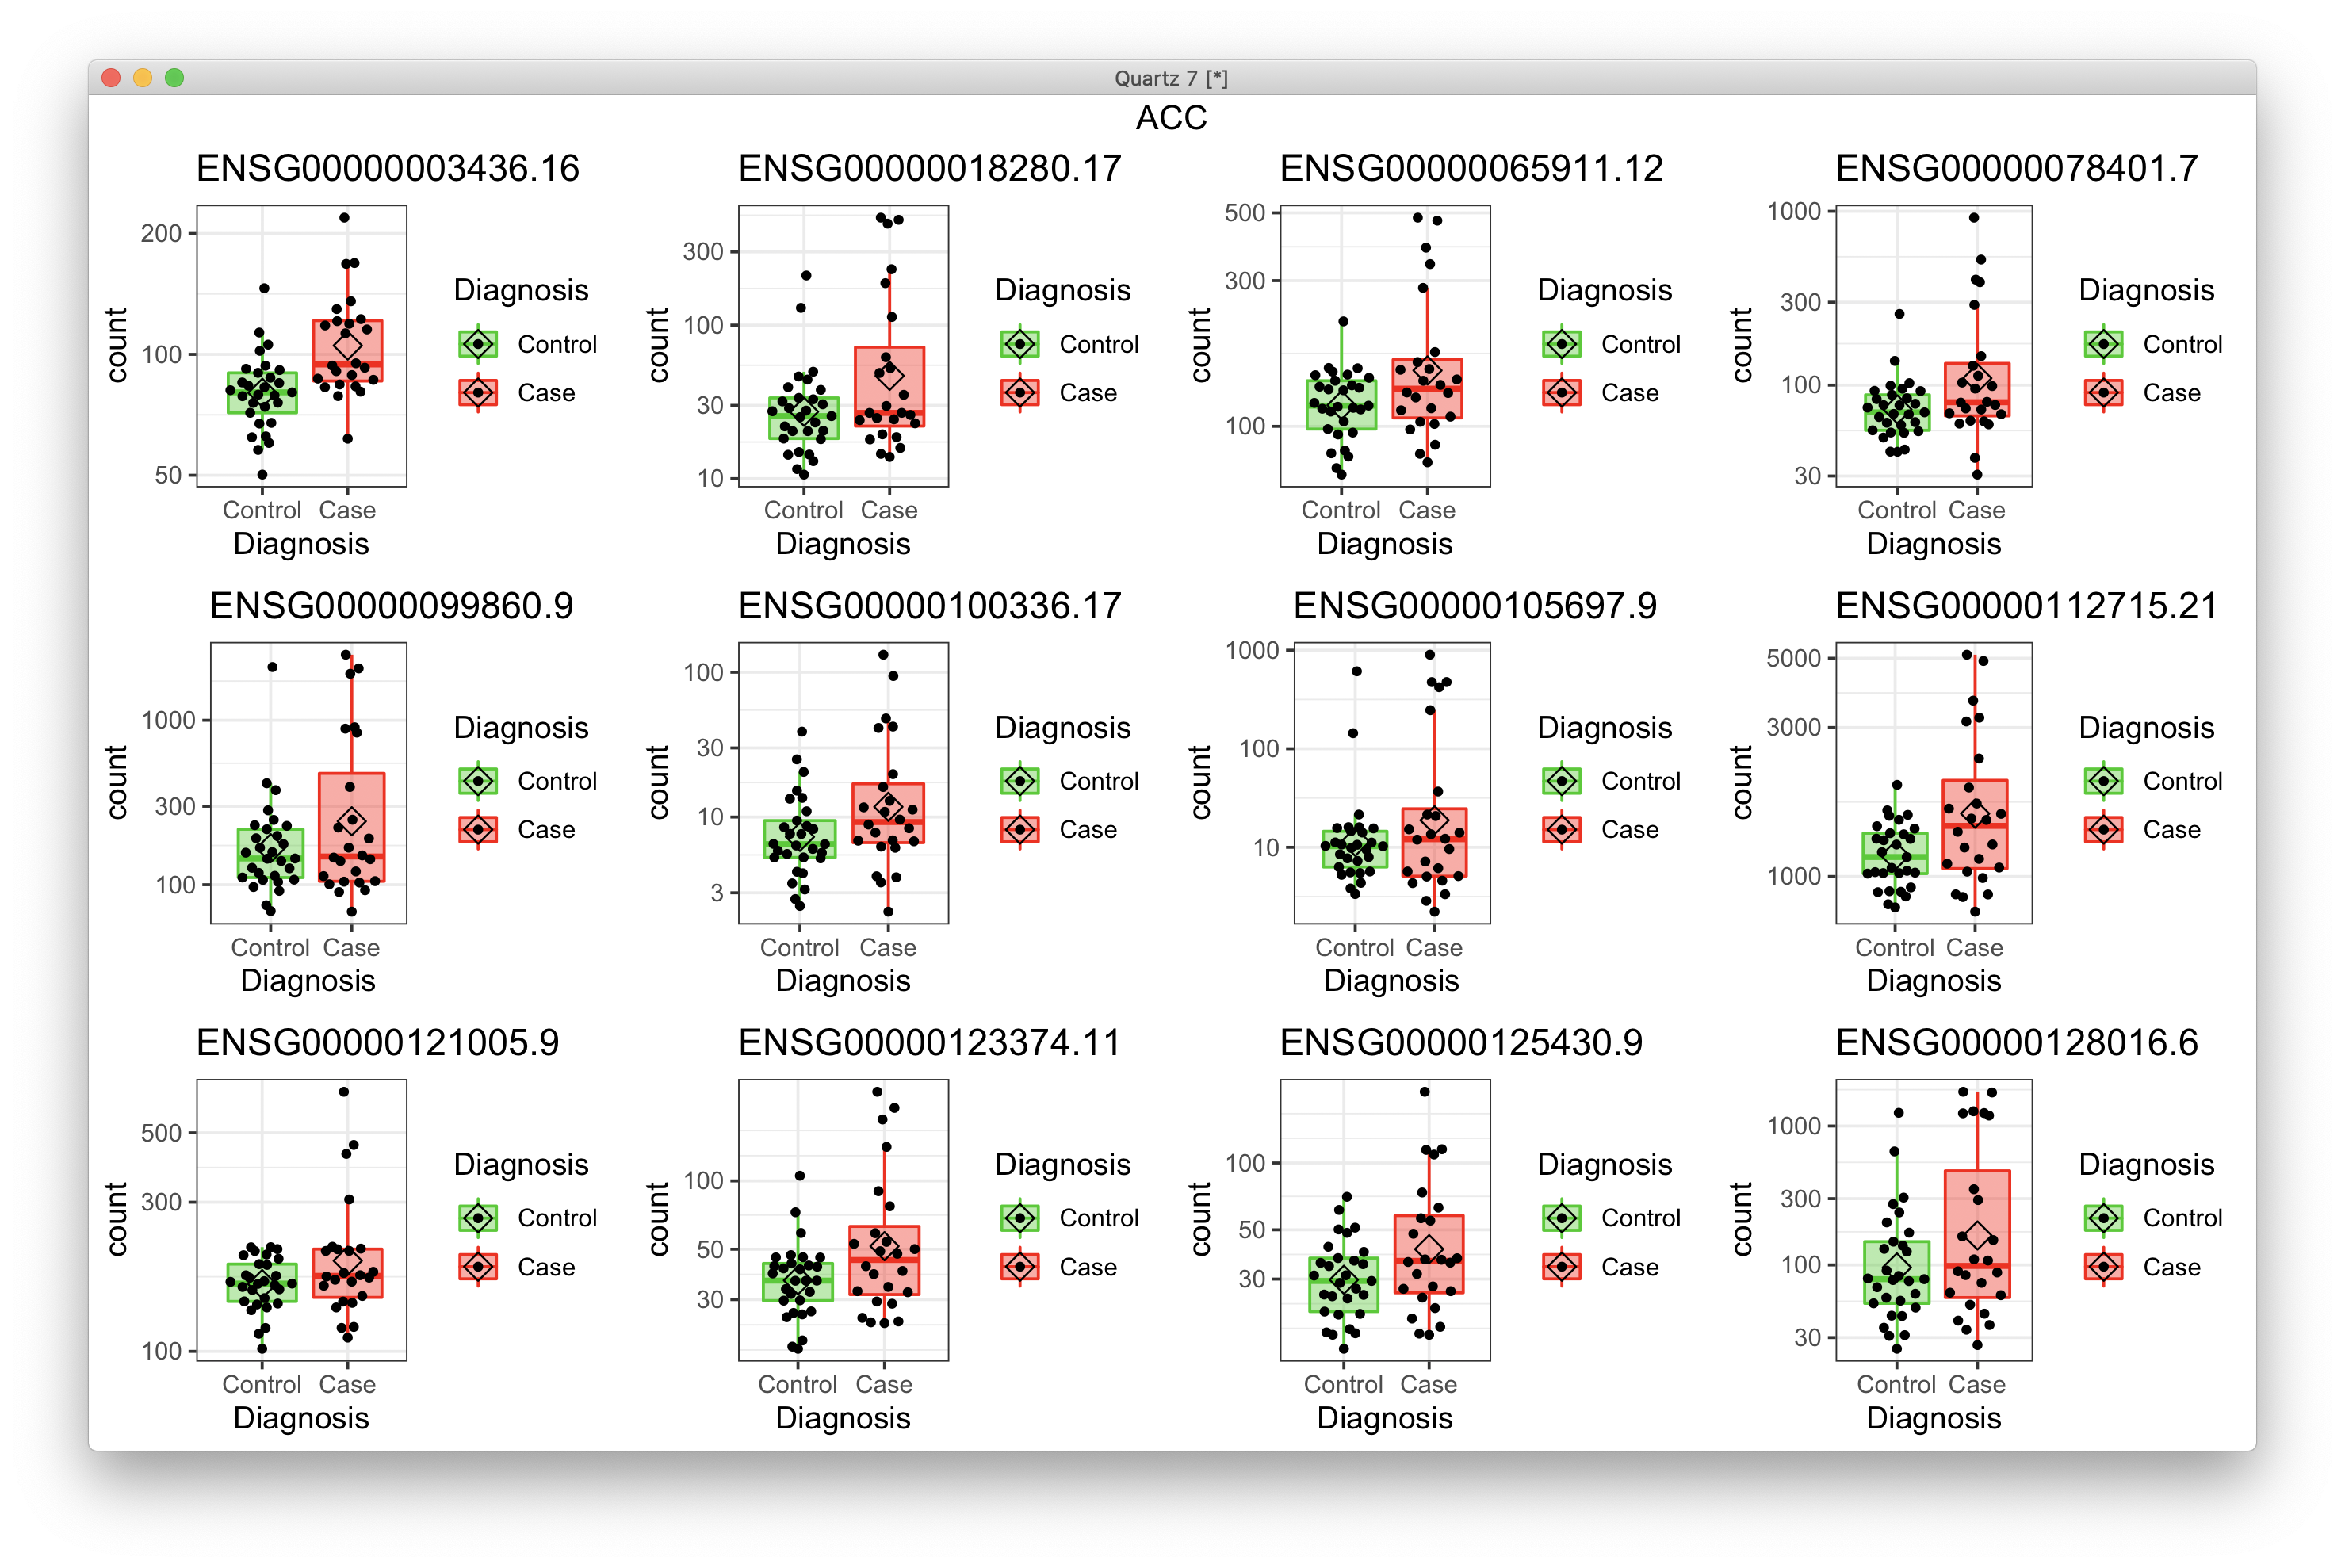 Quartz 7 [*]
ACC
ENSG00000003436.16
count
200
100
50
Control Case
Diagnosis
Diagnosis
Control
Case
ENSG00000018280.17
count
300
100
30
10
Control Case
Diagnosis
Diagnosis
Control
Case
ENSG00000065911.12
count
500
300
100
Control Case
Diagnosis
Diagnosis
Control
Case
ENSG00000078401.7
count
1000
300
100
30
Control Case
Diagnosis
Diagnosis
Control
Case
ENSG00000099860.9
count
1000
300
100
Control Case
Diagnosis
Diagnosis
Control
Case
ENSG00000100336.17
count
100
30
10
3
Control Case
Diagnosis
Diagnosis
Control
Case
ENSG00000105697.9
count
1000
100
10
Control Case
Diagnosis
Diagnosis
Control
Case
ENSG00000112715.21
count
5000
3000
1000
Control Case
Diagnosis
Diagnosis
Control
Case
ENSG00000121005.9
count
500
300
100
Control Case
Diagnosis
Diagnosis
Control
Case
ENSG00000123374.11
count
100
50
30
Control Case
Diagnosis
Diagnosis
Control
Case
ENSG00000125430.9
count
100
50
30
Control Case
Diagnosis
Diagnosis
Control
Case
ENSG00000128016.6
count
1000
300
100
30
Control Case
Diagnosis
Diagnosis
Control
Case